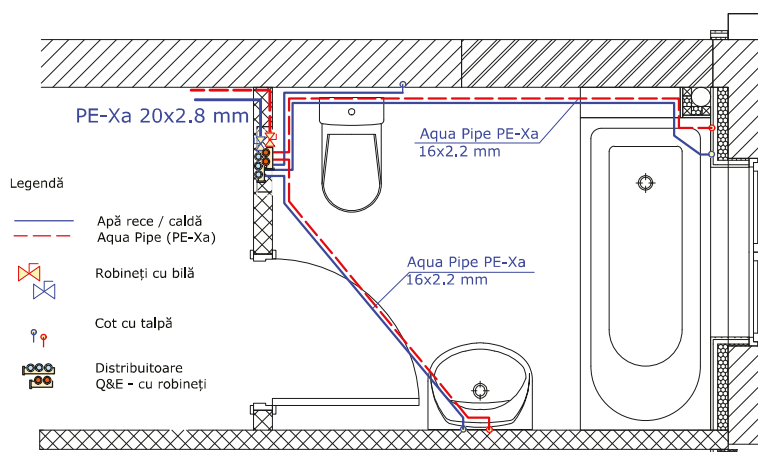 PE-Xa 20x2.8 mm
Aqua Pipe PE-Xa
16x2.2 mm
Legendă
Apă rece / caldă
Aqua Pipe (PE-Xa)
Aqua Pipe PE-Xa
16x2.2 mm
Robineți cu bilă
Cot cu talpă
Distribuitoare
Q&E - cu robineți